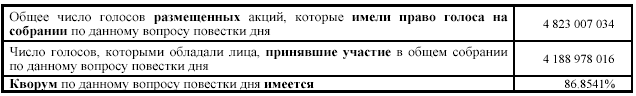 Общее число голосов размещенных акций, которые имели право голоса на
собрании по данному вопросу повестки дня
4 823 007 034
Число голосов, которыми обладали лица, принявшие участие в общем собрании
по данному вопросу повестки дня
4 188 978 016
Кворум по данному вопросу повестки дня имеется
86.8541%